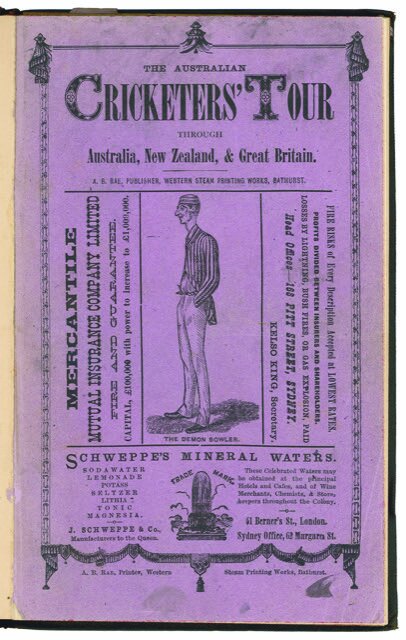 THE AUSTRALIAN
CRICKETERS' TOUR
THROUGH
Australia, New Zealand, & Great Britain.
A. B. RAE, PUBLISHER, WESTERN STEAM PRINTING WORKS, BATHURST.
MERCANTILE
MUTUAL INSURANCE COMPANY LIMITED
FIRE AND GUARANTEE.
CAPITAL £100,000 with power to increase to £1,000,000.
THE DEMON BOWLER.
FIRE RISKS of Every Description Accepted at LOWEST RATES.
PROFITS DIVIDED BETWEEN INSURERS AND SHAREHOLDERS.
LOSSES BY LIGHTNING, BUSH FIRES, OR GAS EXPLOSION, PAID
Head Offices—168 PITT STREET, SYDNEY.
KELSO KING, Secretary.
SCHWEPPE'S MINERAL WATERS.
SODAWATER
LEMONADE
POTASS
SELTZER
LITHIA
TONIC
MAGNESIA.
J. SCHWEPPE & Co.,
Manufacturers to the Queen.
TRADE MARK
These Celebrated Waters may
be obtained at the principal
Hotels and Cafes, and of Wine
Merchants, Chemists, & Store-
keepers throughout the Colony.
51 Berner's St., London.
Sydney Office, 62 Margaret St.
A. B. RAE, Printer, Western Steam Printing Works, Bathurst.